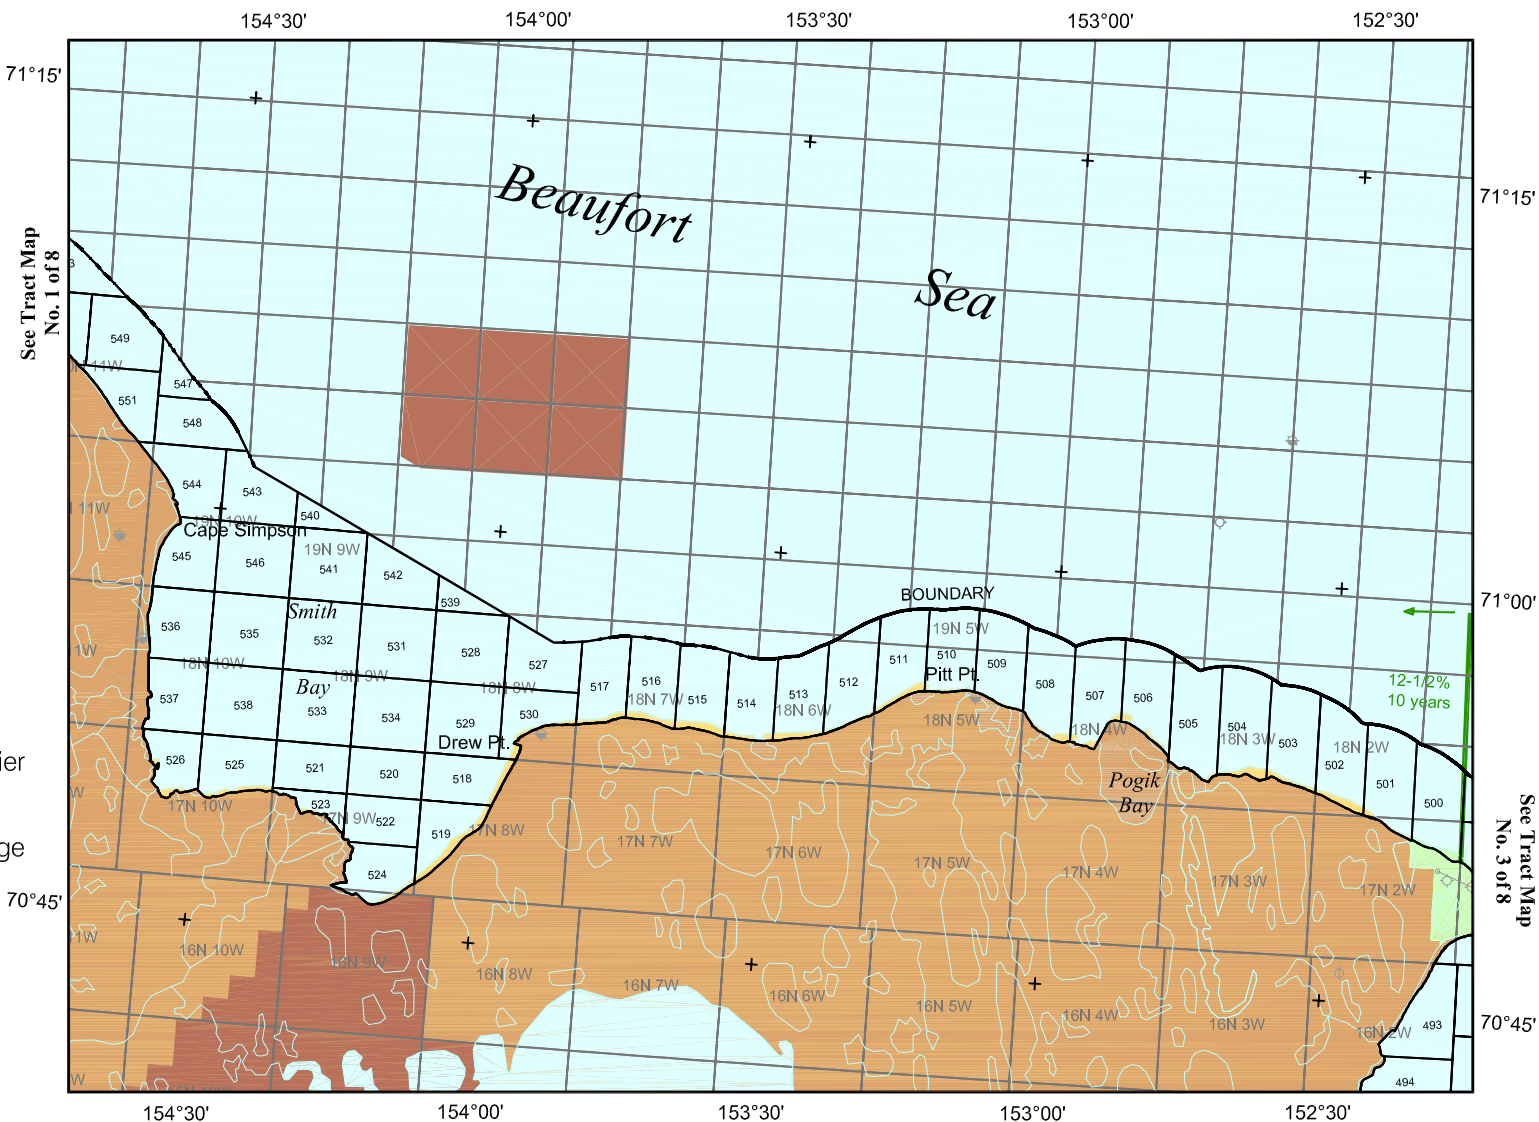 154°30' 154°00' 153°30' 153°00' 152°30'
71°15'
71°15'
See Tract Map
No. 1 of 8
Beaufort
Sea
3
549
11W
547
551
548
544
543
540
11W
19N 10W
Cape Simpson
19N 9W
545
546
541
542
539
Smith
BOUNDARY
71°00'
536
535
532
531
528
527
19N 5W
511
510
509
Pitt Pt.
1W
18N 10W
18N 9W
18N 8W
517
516
515
514
513
512
508
507
506
505
504
503
502
501
500
12-1/2%
10 years
Bay
18N 7W
18N 6W
18N 5W
18N 4W
18N 3W
18N 2W
537
538
533
534
529
530
Drew Pt.
526
525
521
520
518
ier
W
17N 10W
523
17N 9W
522
519
17N 8W
524
Pogik
Bay
17N 7W
17N 6W
17N 5W
17N 4W
17N 3W
17N 2W
See Tract Map
No. 3 of 8
ge
70°45'
11W
16N 10W
16N 9W
16N 8W
16N 7W
16N 6W
16N 5W
16N 4W
16N 3W
16N 2W
493
70°45'
W
494
154°30' 154°00' 153°30' 153°00' 152°30'